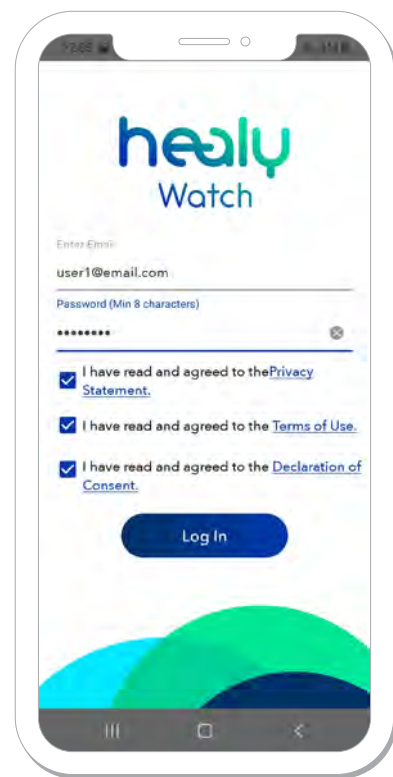 healy
Watch
Enter Email
user1@email.com
Password (Min 8 characters)
••••••••
I have read and agreed to thePrivacy
Statement.
I have read and agreed to the Terms of Use.
I have read and agreed to the Declaration of
Consent.
Log In